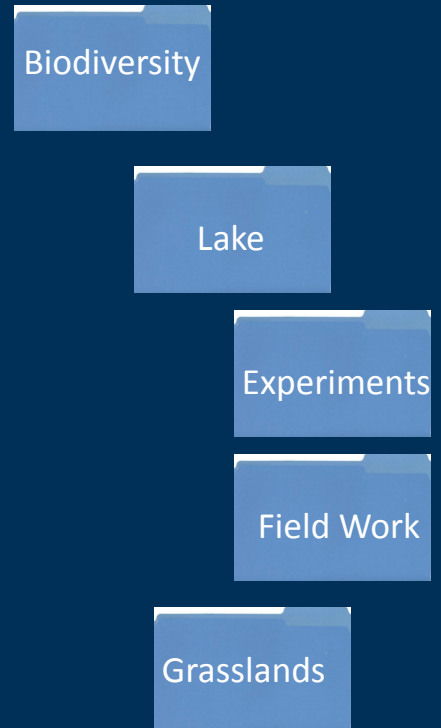 Biodiversity
Lake
Experiments
Field Work
Grasslands